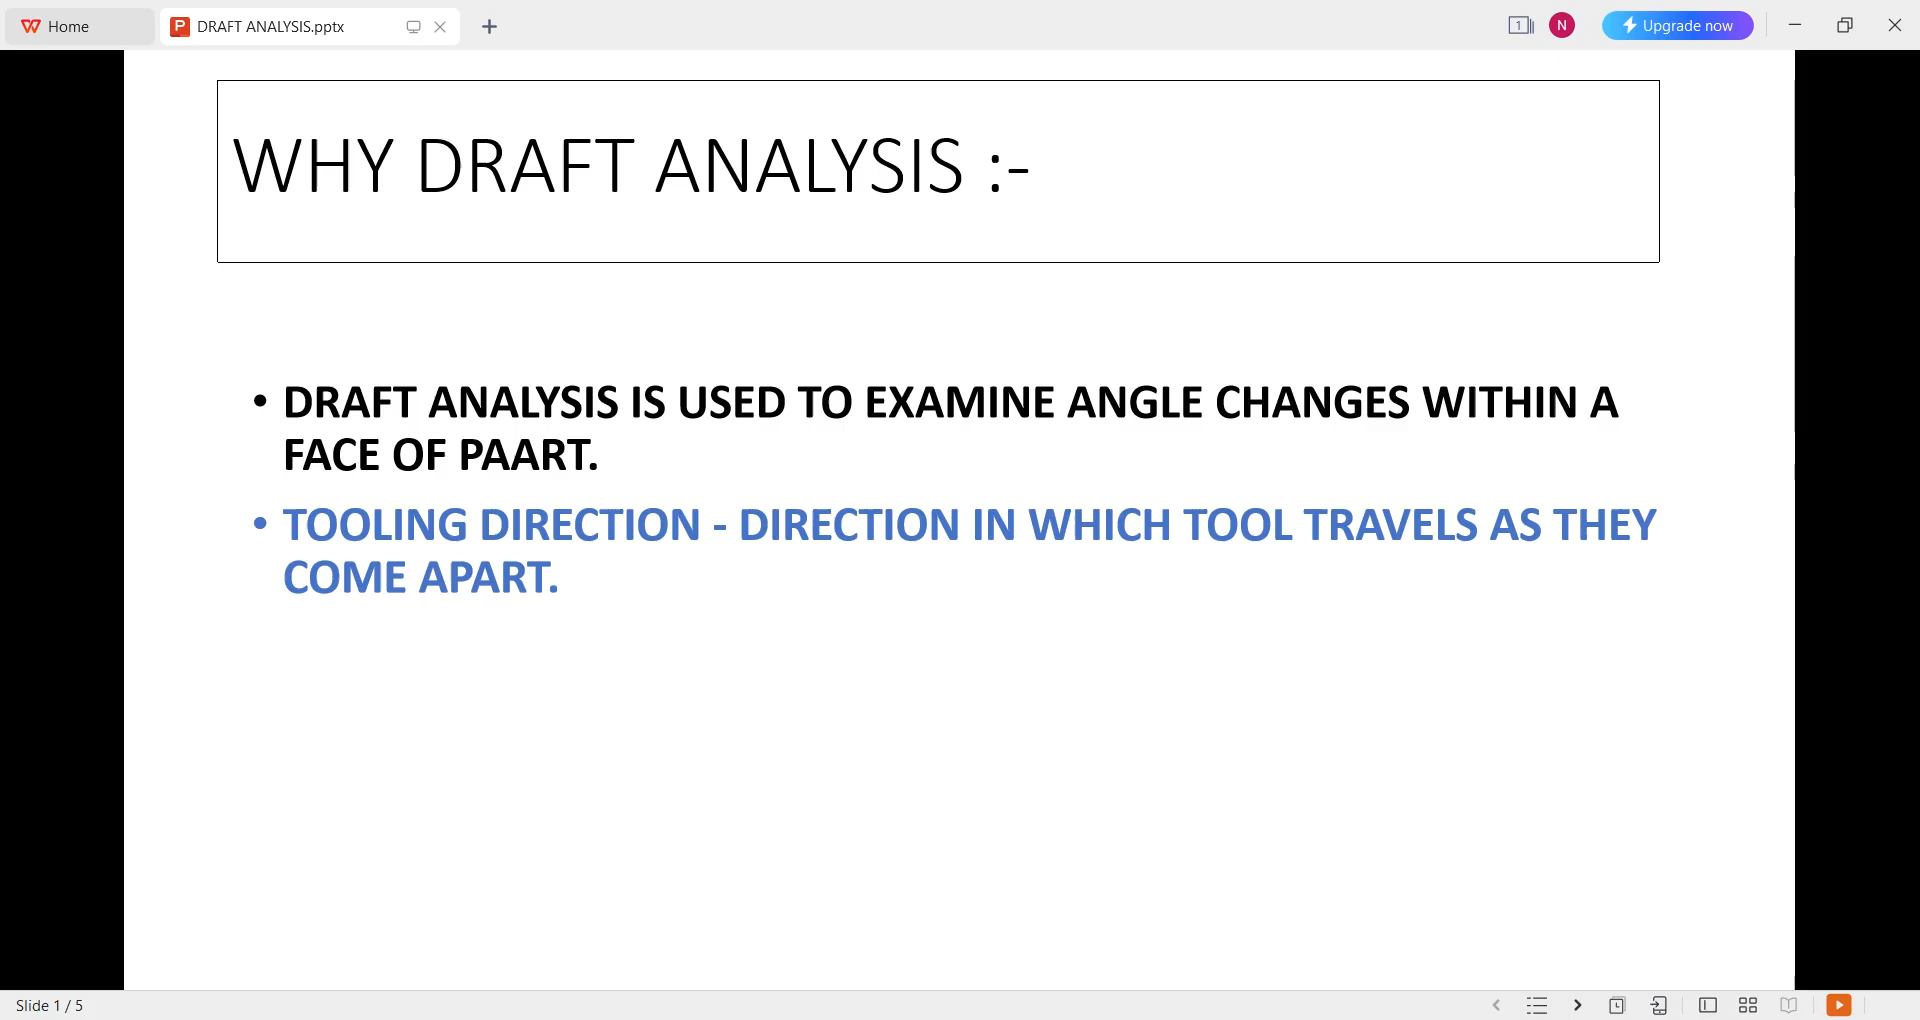 Home
DRAFT ANALYSIS.pptx
1
N
Upgrade now
WHY DRAFT ANALYSIS :-
• DRAFT ANALYSIS IS USED TO EXAMINE ANGLE CHANGES WITHIN A
FACE OF PAART.
• TOOLING DIRECTION - DIRECTION IN WHICH TOOL TRAVELS AS THEY
COME APART.
Slide 1 / 5